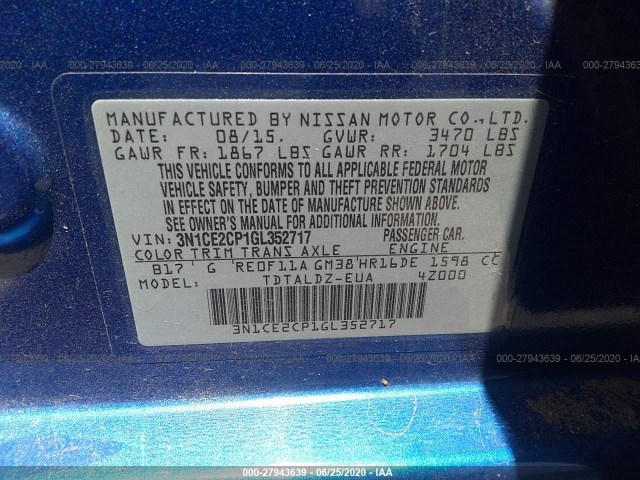 000-27943639 / 06/25/2020 - IAA
MANUFACTURED BY NISSAN MOTOR CO.,LTD.
DATE: 08/15. GVWR: 3470 LBS
GAWR FR: 1867 LBS GAWR RR: 1704 LBS
THIS VEHICLE CONFORMS TO ALL APPLICABLE FEDERAL MOTOR
VEHICLE SAFETY, BUMPER AND THEFT PREVENTION STANDARDS
IN EFFECT ON THE DATE OF MANUFACTURE SHOWN ABOVE.
SEE OWNER'S MANUAL FOR ADDITIONAL INFORMATION.
VIN: 3N1CE2CP1GL352717 PASSENGER CAR.
COLOR TRIM TRANS AXLE ENGINE
B17 G RE0F11A GM38 HR16DE 1598 CC
MODEL: TDTALDZ-EUA 4Z000
3N1CE2CP1GL352717
000-27943639 / 06/25/2020 - IAA